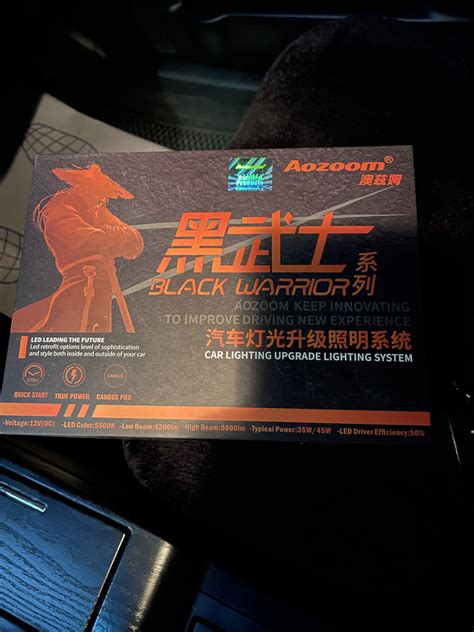 Aozoom®
澳兹姆
黑武士系列
BLACK WARRIOR
AOZOOM KEEP INNOVATING
TO IMPROVE DRIVING NEW EXPERIENCE
汽车灯光升级照明系统
CAR LIGHTING UPGRADE LIGHTING SYSTEM
LED LEADING THE FUTURE
Led retrofit options level of sophistication
and style both inside and outside of your car
CANBUS
QUICK START TRUE POWER CANBUS PRO
-Voltage:12V(DC) -LED Color:5500K -Low Beam:4200lm -High Beam:5800lm -Typical Power:35W/45W -LED Driver Efficiency:90%